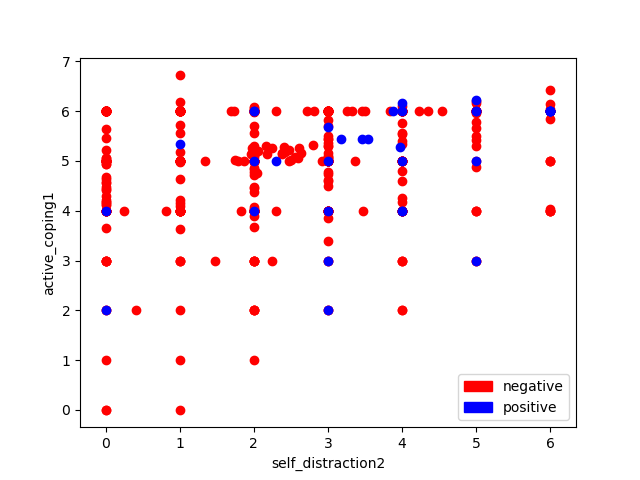 7
6
5
4
3
2
1
0
active_coping1
0 1 2 3 4 5 6
self_distraction2
negative
positive